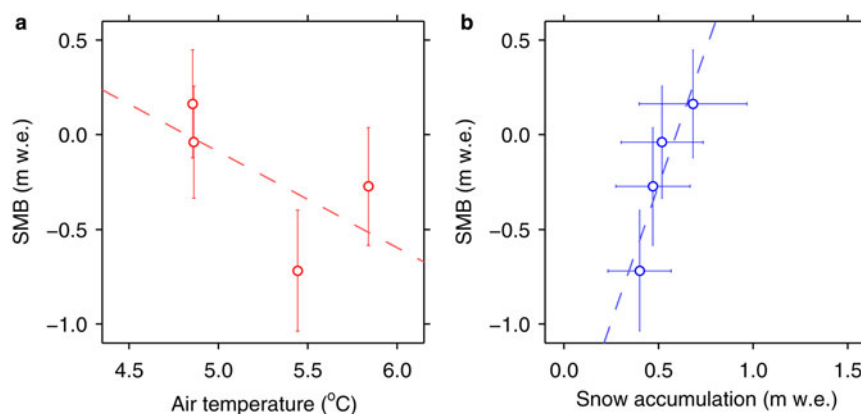 a
b
0.5
0.0
−0.5
−1.0
SMB (m w.e.)
4.5 5.0 5.5 6.0
Air temperature (°C)
0.5
0.0
−0.5
−1.0
SMB (m w.e.)
0.0 0.5 1.0 1.5
Snow accumulation (m w.e.)